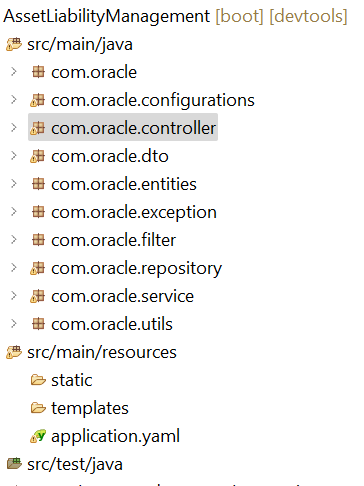 AssetLiabilityManagement [boot] [devtools]
src/main/java
com.oracle
com.oracle.configurations
com.oracle.controller
com.oracle.dto
com.oracle.entities
com.oracle.exception
com.oracle.filter
com.oracle.repository
com.oracle.service
com.oracle.utils
src/main/resources
static
templates
application.yaml
src/test/java